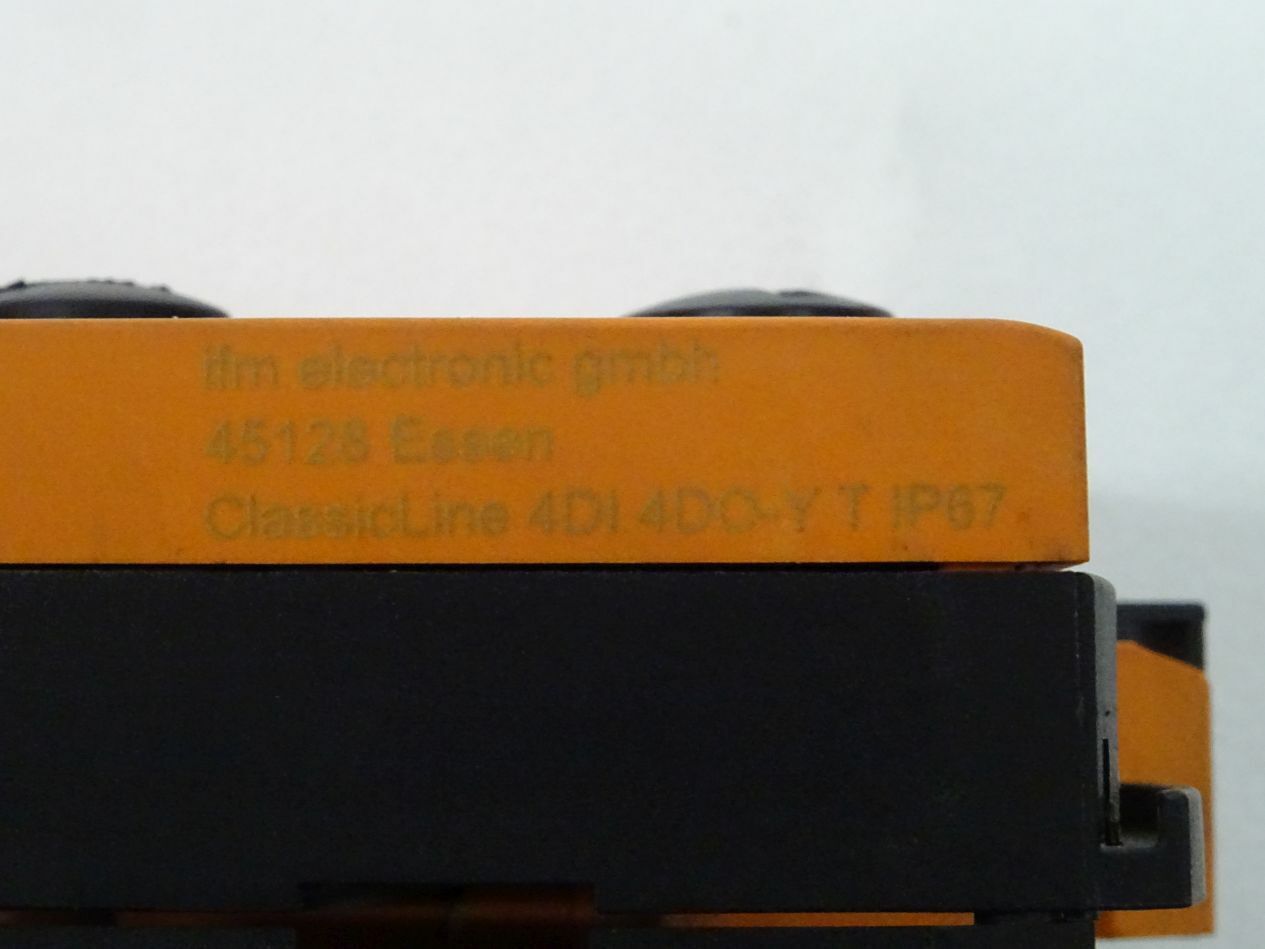 ifm electronic gmbh
45128 Essen
ClassicLine 4DI 4DO-Y T IP67